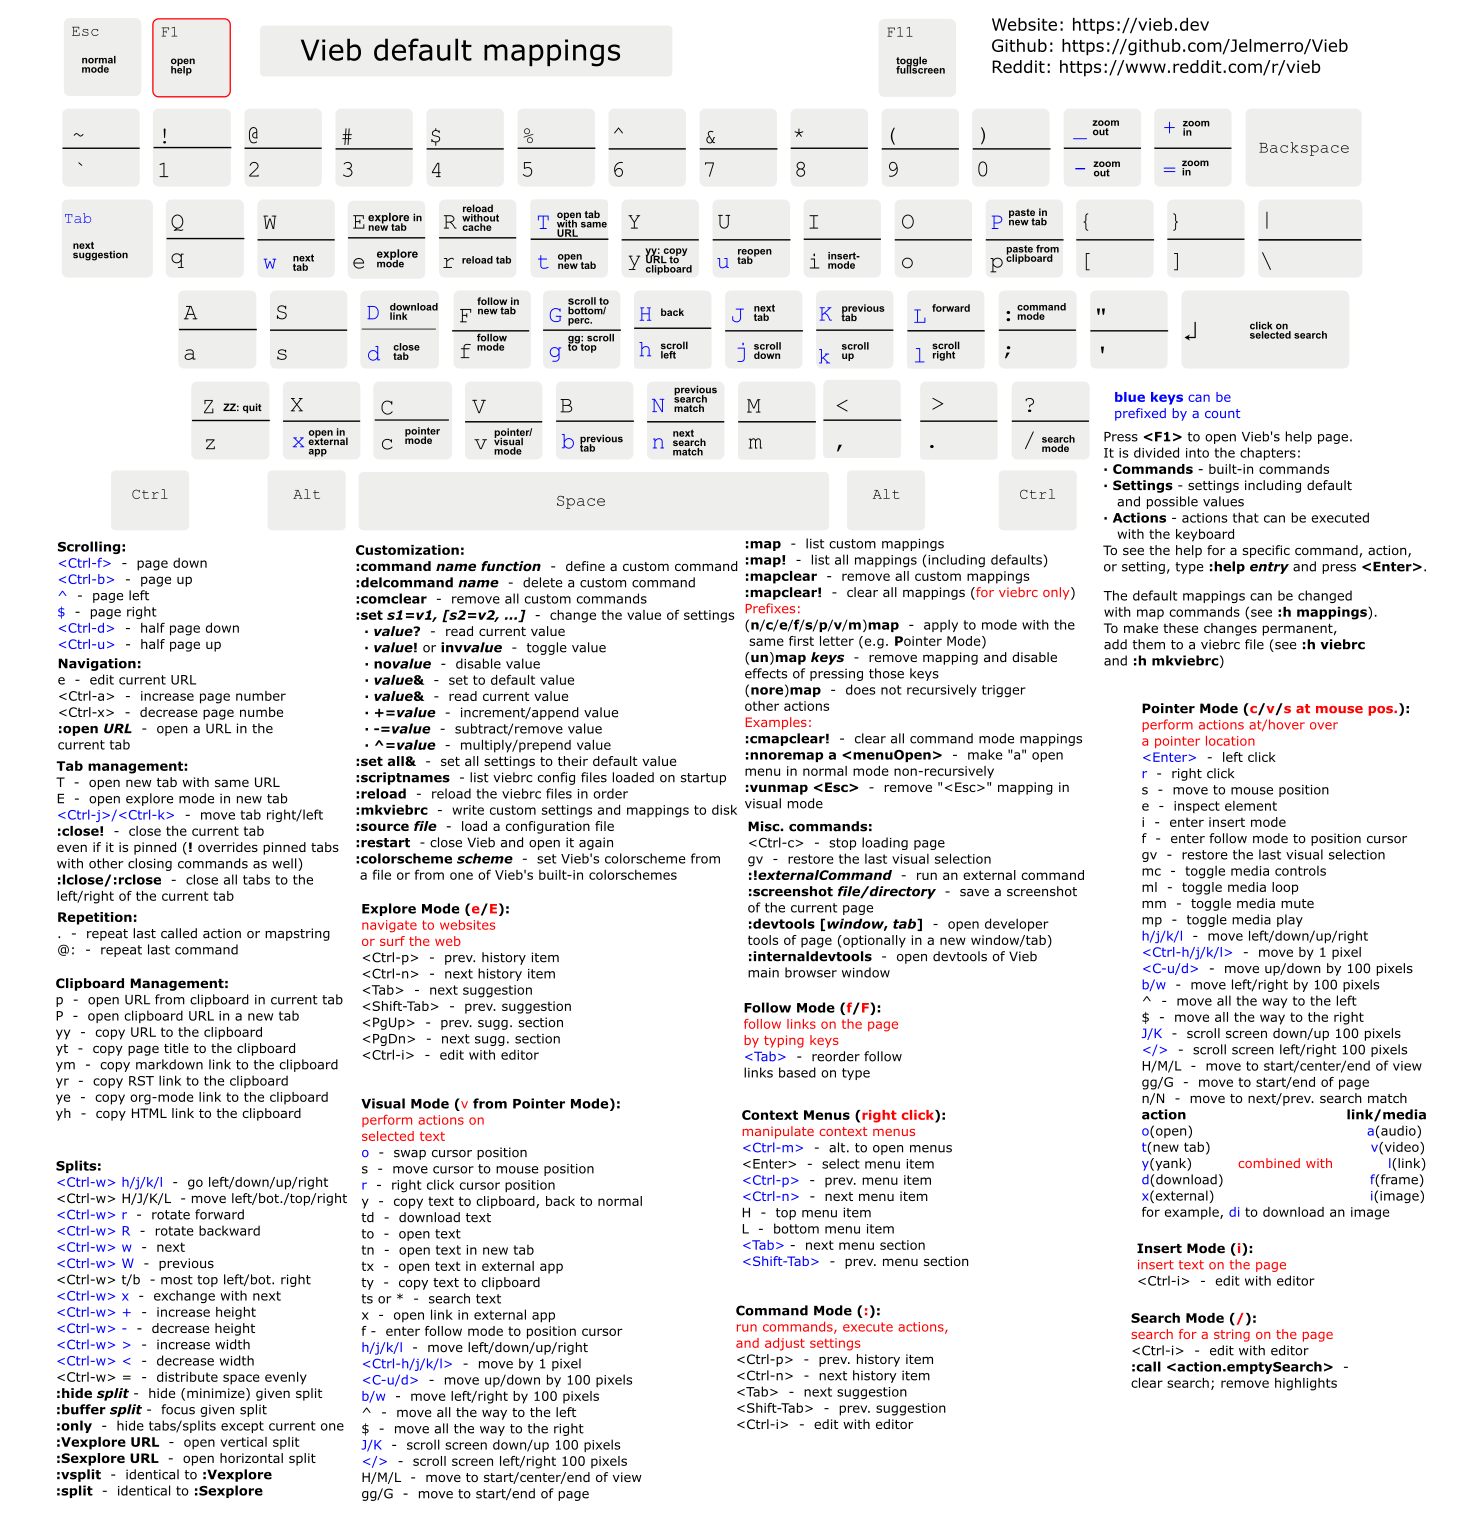 Esc
normal
mode
F1
open
help
Vieb default mappings
F11
toggle
fullscreen
Website: https://vieb.dev
Github: https://github.com/Jelmerro/Vieb
Reddit: https://www.reddit.com/r/vieb
~
`
!
1
@
2
#
3
$
4
%
5
^
6
&
7
*
8
(
9
)
0
_ zoom
out
- zoom
out
+ zoom
in
= zoom
in
Backspace
Tab
next
suggestion
Q
q
W
w next
tab
E explore in
new tab
e explore
mode
R reload
without
cache
r reload tab
T open tab
with same
URL
t open
new tab
Y
y yy: copy
URL to
clipboard
U
u reopen
tab
I
i insert-
mode
O
o
P paste in
new tab
p paste from
clipboard
{
[
}
]
|
\
A
a
S
s
D download
link
d close
tab
F follow in
new tab
f follow
mode
G scroll to
bottom/
perc.
g gg: scroll
to top
H back
h scroll
left
J next
tab
j scroll
down
K previous
tab
k scroll
up
L forward
l scroll
right
: command
mode
;
"
'
↲ click on
selected search
Z ZZ: quit
z
X
x open in
external
app
C
c pointer
mode
V
v pointer/
visual
mode
B
b previous
tab
N previous
search
match
n next
search
match
M
m
<
,
>
.
?
/ search
mode
Ctrl
Alt
Space
Alt
Ctrl
blue keys can be
prefixed by a count
Press <F1> to open Vieb's help page.
It is divided into the chapters:
· Commands - built-in commands
· Settings - settings including default
and possible values
· Actions - actions that can be executed
with the keyboard
To see the help for a specific command, action,
or setting, type :help entry and press <Enter>.
The default mappings can be changed
with map commands (see :h mappings).
To make these changes permanent,
add them to a viebrc file (see :h viebrc
and :h mkviebrc)
Scrolling:
<Ctrl-f> - page down
<Ctrl-b> - page up
^ - page left
$ - page right
<Ctrl-d> - half page down
<Ctrl-u> - half page up
Navigation:
e - edit current URL
<Ctrl-a> - increase page number
<Ctrl-x> - decrease page numbe
:open URL - open a URL in the
current tab
Tab management:
T - open new tab with same URL
E - open explore mode in new tab
<Ctrl-j>/<Ctrl-k> - move tab right/left
:close! - close the current tab
even if it is pinned (! overrides pinned tabs
with other closing commands as well)
:lclose/:rclose - close all tabs to the
left/right of the current tab
Repetition:
. - repeat last called action or mapstring
@: - repeat last command
Clipboard Management:
p - open URL from clipboard in current tab
P - open clipboard URL in a new tab
yy - copy URL to the clipboard
yt - copy page title to the clipboard
ym - copy markdown link to the clipboard
yr - copy RST link to the clipboard
ye - copy org-mode link to the clipboard
yh - copy HTML link to the clipboard
Splits:
<Ctrl-w> h/j/k/l - go left/down/up/right
<Ctrl-w> H/J/K/L - move left/bot./top/right
<Ctrl-w> r - rotate forward
<Ctrl-w> R - rotate backward
<Ctrl-w> w - next
<Ctrl-w> W - previous
<Ctrl-w> t/b - most top left/bot. right
<Ctrl-w> x - exchange with next
<Ctrl-w> + - increase height
<Ctrl-w> - - decrease height
<Ctrl-w> > - increase width
<Ctrl-w> < - decrease width
<Ctrl-w> = - distribute space evenly
:hide split - hide (minimize) given split
:buffer split - focus given split
:only - hide tabs/splits except current one
:Vexplore URL - open vertical split
:Sexplore URL - open horizontal split
:vsplit - identical to :Vexplore
:split - identical to :Sexplore
Customization:
:command name function - define a custom command
:delcommand name - delete a custom command
:comclear - remove all custom commands
:set s1=v1, [s2=v2, ...] - change the value of settings
· value? - read current value
· value! or invvalue - toggle value
· novalue - disable value
· value& - set to default value
· value& - read current value
· +=value - increment/append value
· -=value - subtract/remove value
· ^=value - multiply/prepend value
:set all& - set all settings to their default value
:scriptnames - list viebrc config files loaded on startup
:reload - reload the viebrc files in order
:mkviebrc - write custom settings and mappings to disk
:source file - load a configuration file
:restart - close Vieb and open it again
:colorscheme scheme - set Vieb's colorscheme from
a file or from one of Vieb's built-in colorschemes
Explore Mode (e/E):
navigate to websites
or surf the web
<Ctrl-p> - prev. history item
<Ctrl-n> - next history item
<Tab> - next suggestion
<Shift-Tab> - prev. suggestion
<PgUp> - prev. sugg. section
<PgDn> - next sugg. section
<Ctrl-i> - edit with editor
Visual Mode (v from Pointer Mode):
perform actions on
selected text
o - swap cursor position
s - move cursor to mouse position
r - right click cursor position
y - copy text to clipboard, back to normal
td - download text
to - open text
tn - open text in new tab
tx - open text in external app
ty - copy text to clipboard
ts or * - search text
x - open link in external app
f - enter follow mode to position cursor
h/j/k/l - move left/down/up/right
<Ctrl-h/j/k/l> - move by 1 pixel
<C-u/d> - move up/down by 100 pixels
b/w - move left/right by 100 pixels
^ - move all the way to the left
$ - move all the way to the right
J/K - scroll screen down/up 100 pixels
</> - scroll screen left/right 100 pixels
H/M/L - move to start/center/end of view
gg/G - move to start/end of page
:map - list custom mappings
:map! - list all mappings (including defaults)
:mapclear - remove all custom mappings
:mapclear! - clear all mappings (for viebrc only)
Prefixes:
(n/c/e/f/s/p/v/m)map - apply to mode with the
same first letter (e.g. Pointer Mode)
(un)map keys - remove mapping and disable
effects of pressing those keys
(nore)map - does not recursively trigger
other actions
Examples:
:cmapclear! - clear all command mode mappings
:nnoremap a <menuOpen> - make "a" open
menu in normal mode non-recursively
:vunmap <Esc> - remove "<Esc>" mapping in
visual mode
Misc. commands:
<Ctrl-c> - stop loading page
gv - restore the last visual selection
:!externalCommand - run an external command
:screenshot file/directory - save a screenshot
of the current page
:devtools [window, tab] - open developer
tools of page (optionally in a new window/tab)
:internaldevtools - open devtools of Vieb
main browser window
Follow Mode (f/F):
follow links on the page
by typing keys
<Tab> - reorder follow
links based on type
Context Menus (right click):
manipulate context menus
<Ctrl-m> - alt. to open menus
<Enter> - select menu item
<Ctrl-p> - prev. menu item
<Ctrl-n> - next menu item
H - top menu item
L - bottom menu item
<Tab> - next menu section
<Shift-Tab> - prev. menu section
Command Mode (:):
run commands, execute actions,
and adjust settings
<Ctrl-p> - prev. history item
<Ctrl-n> - next history item
<Tab> - next suggestion
<Shift-Tab> - prev. suggestion
<Ctrl-i> - edit with editor
Pointer Mode (c/v/s at mouse pos.):
perform actions at/hover over
a pointer location
<Enter> - left click
r - right click
s - move to mouse position
e - inspect element
i - enter insert mode
f - enter follow mode to position cursor
gv - restore the last visual selection
mc - toggle media controls
ml - toggle media loop
mm - toggle media mute
mp - toggle media play
h/j/k/l - move left/down/up/right
<Ctrl-h/j/k/l> - move by 1 pixel
<C-u/d> - move up/down by 100 pixels
b/w - move left/right by 100 pixels
^ - move all the way to the left
$ - move all the way to the right
J/K - scroll screen down/up 100 pixels
</> - scroll screen left/right 100 pixels
H/M/L - move to start/center/end of view
gg/G - move to start/end of page
n/N - move to next/prev. search match
action link/media
o(open) a(audio)
t(new tab) v(video)
y(yank) combined with l(link)
d(download) f(frame)
x(external) i(image)
for example, di to download an image
Insert Mode (i):
insert text on the page
<Ctrl-i> - edit with editor
Search Mode (/):
search for a string on the page
<Ctrl-i> - edit with editor
:call <action.emptySearch> -
clear search; remove highlights